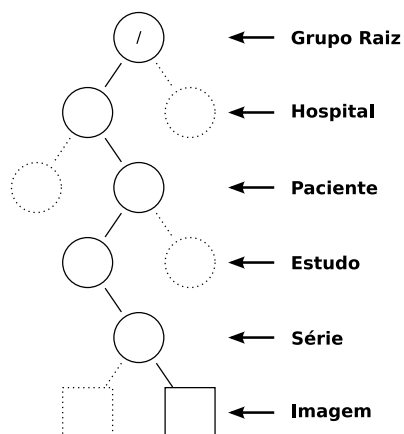 /
Grupo Raiz
Hospital
Paciente
Estudo
Série
Imagem